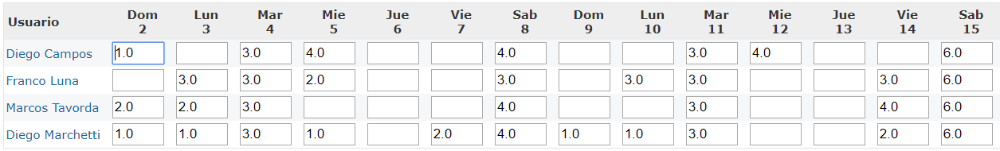 Usuario Dom 2 Lun 3 Mar 4 Mie 5 Jue 6 Vie 7 Sab 8 Dom 9 Lun 10 Mar 11 Mie 12 Jue 13 Vie 14 Sab 15
Diego Campos 1.0 3.0 4.0 4.0 3.0 4.0 6.0
Franco Luna 3.0 3.0 2.0 3.0 3.0 3.0 3.0 6.0
Marcos Tavorda 2.0 2.0 3.0 4.0 3.0 4.0 6.0
Diego Marchetti 1.0 1.0 3.0 1.0 2.0 4.0 1.0 1.0 3.0 2.0 6.0